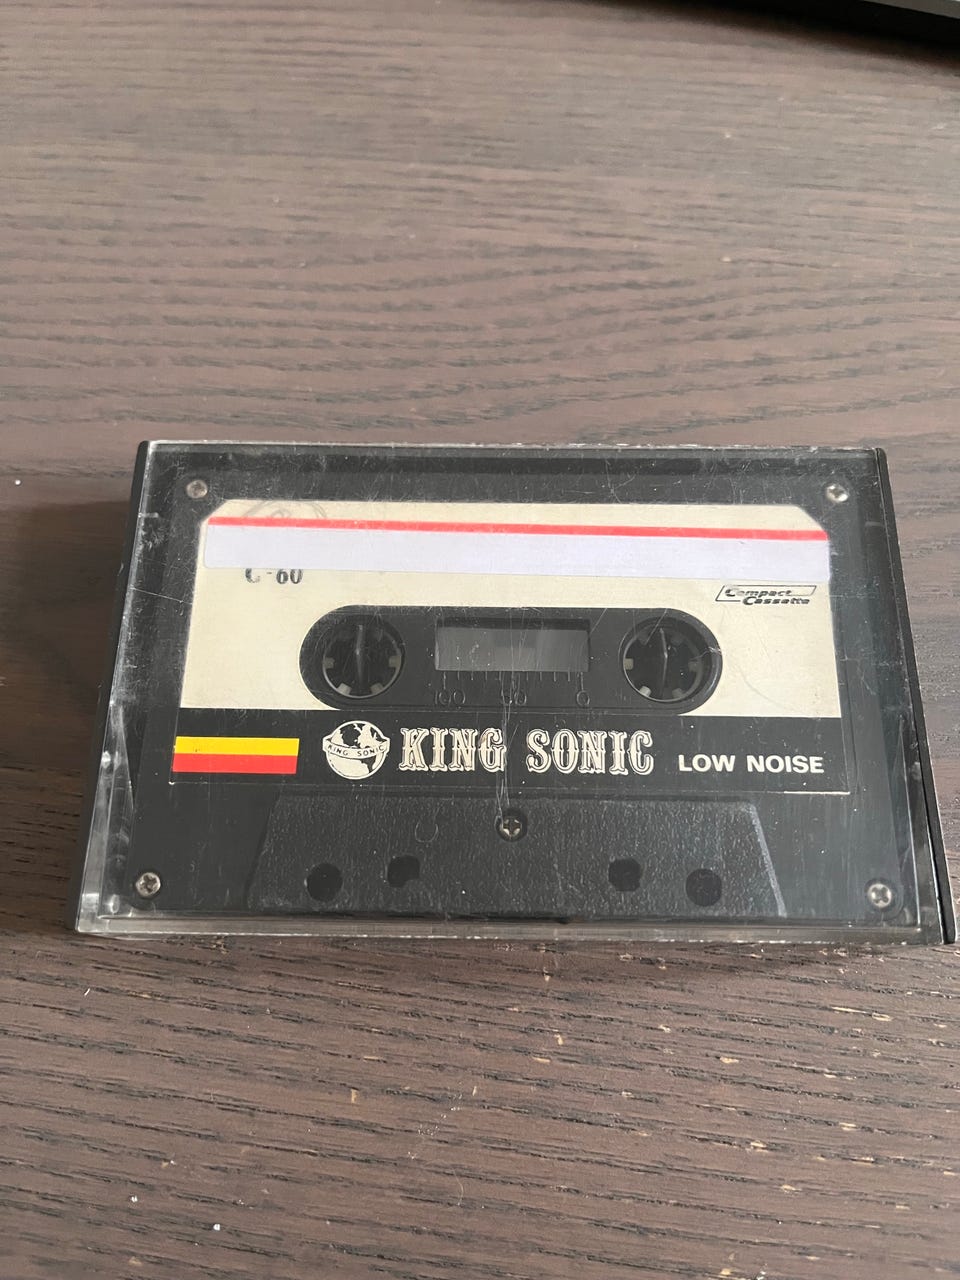 C-60
Compact
Cassette
100 50 0
KING SONIC
KING SONIC
LOW NOISE